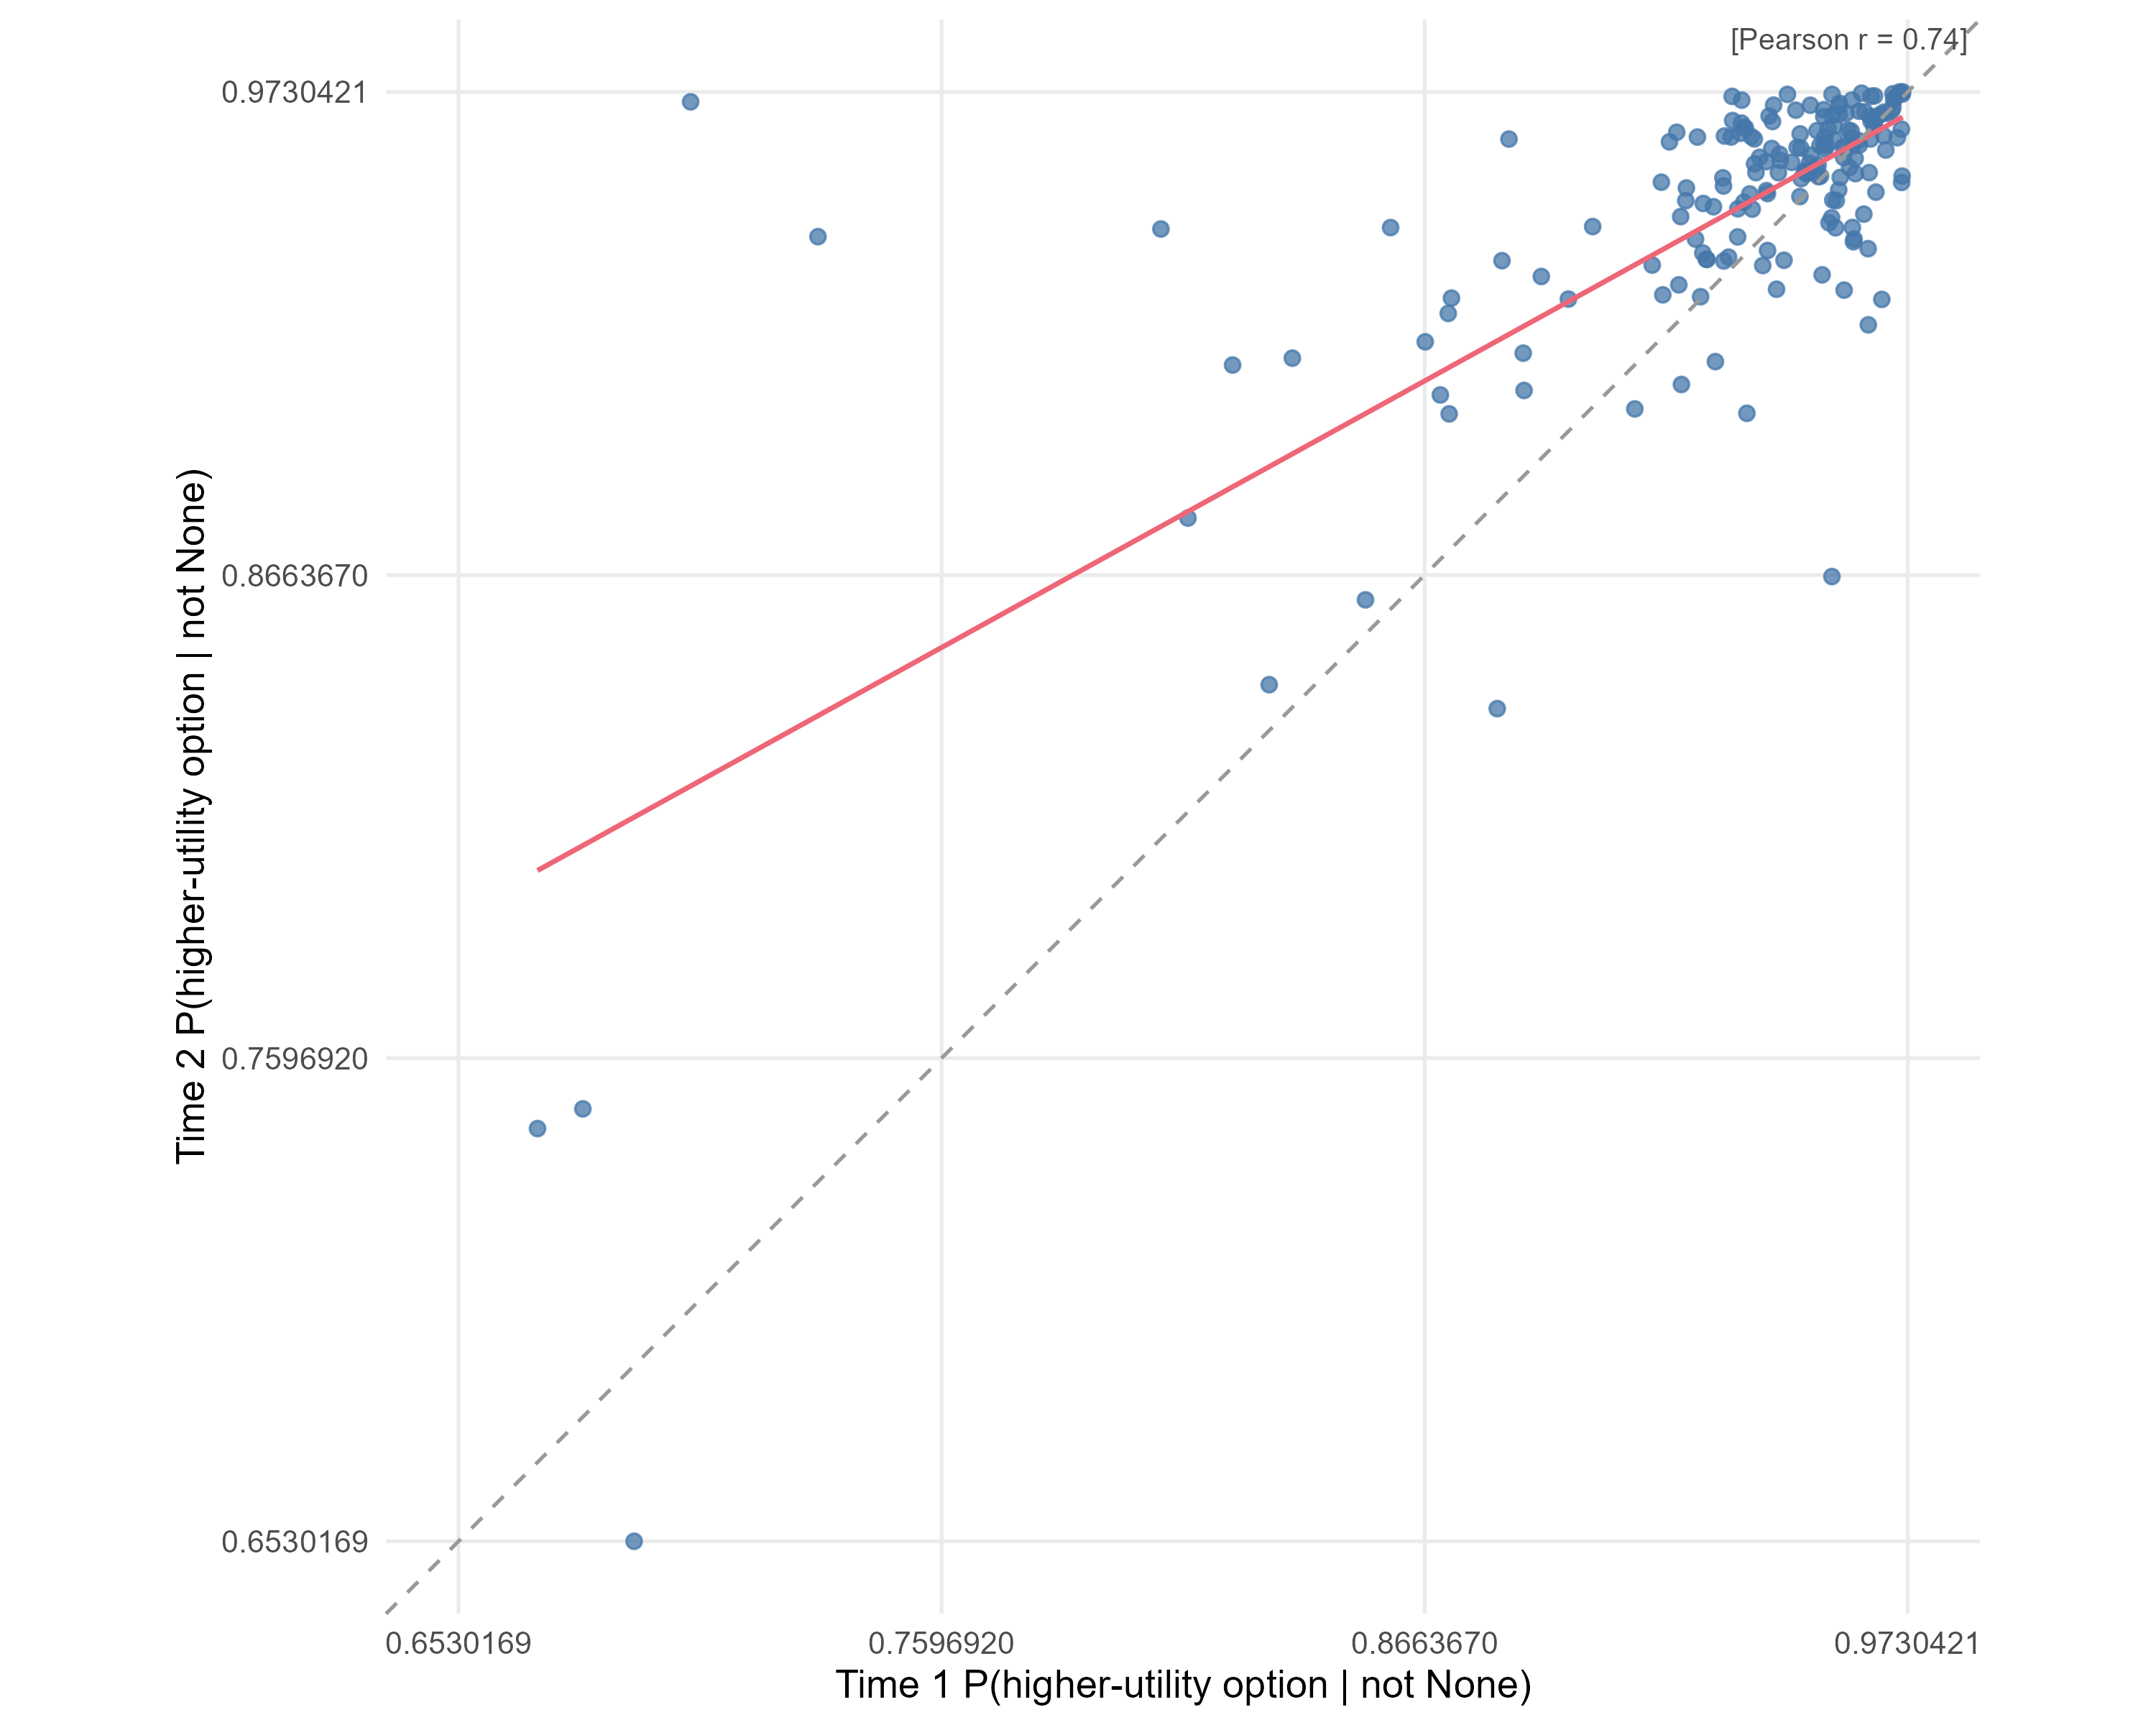 [Pearson r = 0.74]
0.9730421
0.8663670
0.7596920
0.6530169
Time 2 P(higher-utility option | not None)
0.6530169 0.7596920 0.8663670 0.9730421
Time 1 P(higher-utility option | not None)